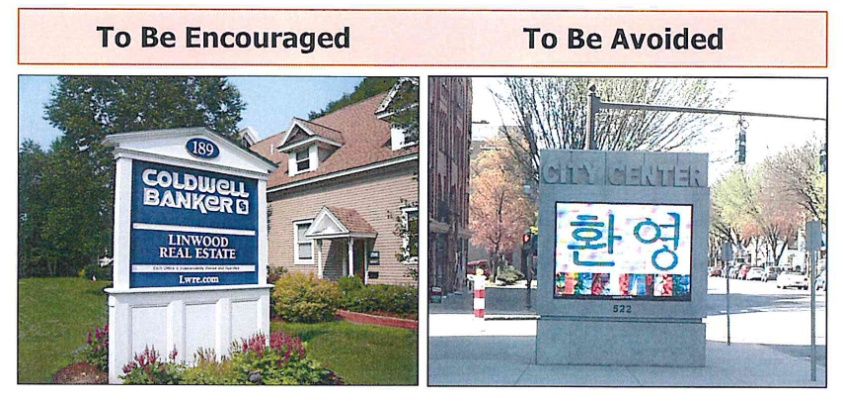 To Be Encouraged
To Be Avoided
189
COLDWELL
BANKER
LINWOOD
REAL ESTATE
Lwre.com
CITY CENTER
환영
522